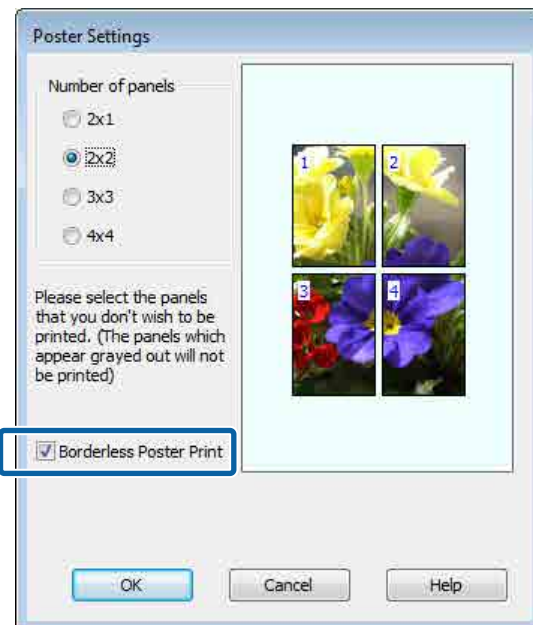 Poster Settings
Number of panels
2x1
2x2
3x3
4x4
Please select the panels
that you don't wish to be
printed. (The panels which
appear grayed out will not
be printed)
Borderless Poster Print
1
2
3
4
OK
Cancel
Help